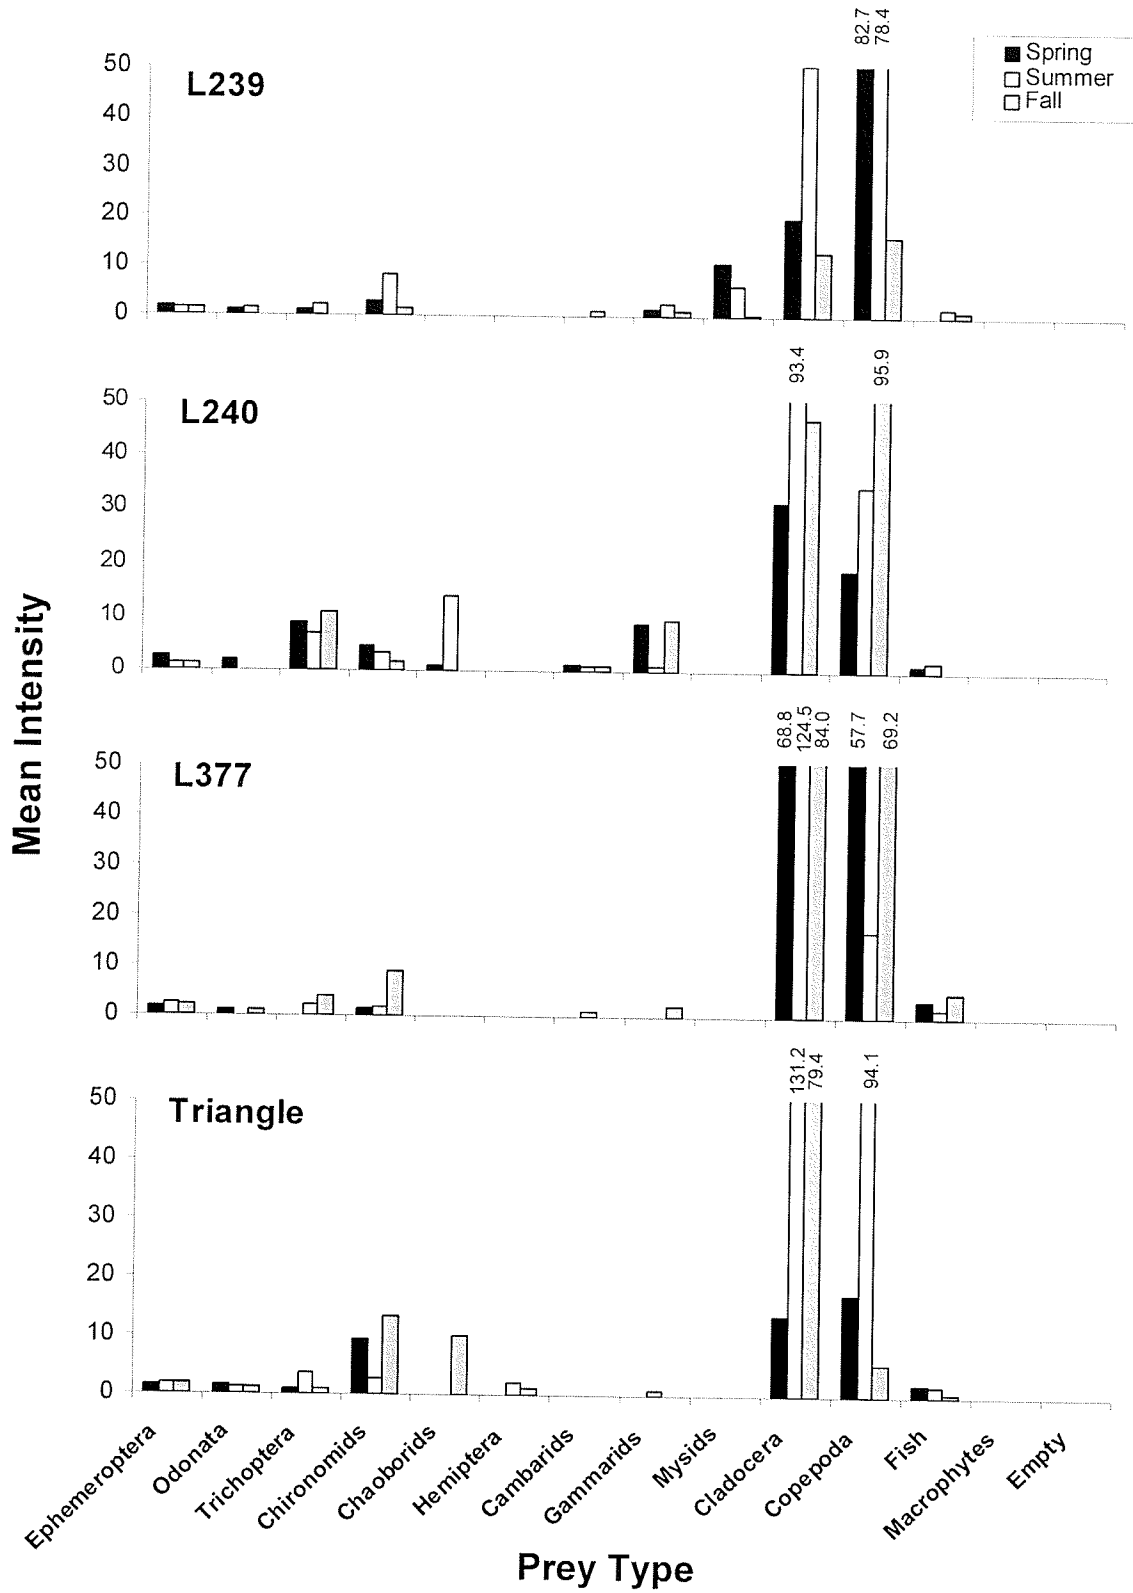 82.7
78.4
Spring
Summer
Fall
L239
50
40
30
20
10
0
93.4
95.9
L240
50
40
30
20
10
0
68.8
124.5
84.0
57.7
69.2
L377
50
40
30
20
10
0
131.2
79.4
94.1
Triangle
50
40
30
20
10
0
Mean Intensity
Ephemeroptera
Odonata
Trichoptera
Chironomids
Chaoborids
Hemiptera
Cambarids
Gammarids
Mysids
Cladocera
Copepoda
Fish
Macrophytes
Empty
Prey Type